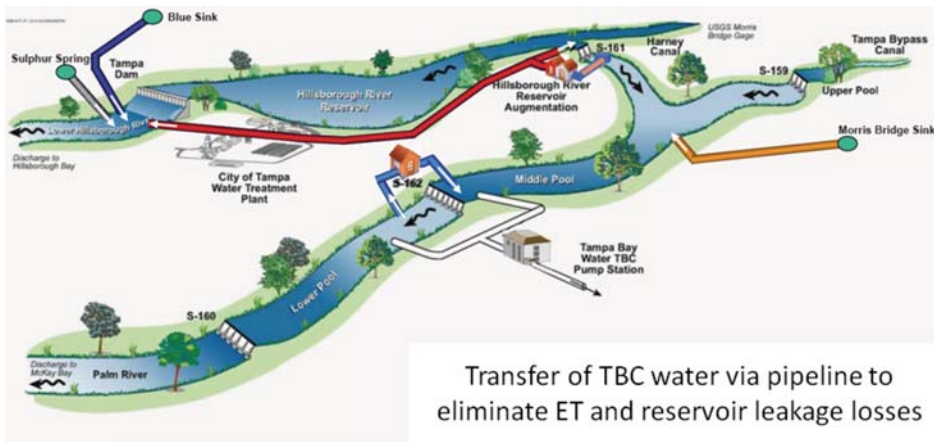 Blue Sink
Sulphur Spring
Tampa
Dam
Hillsborough River
Reservoir
Lower Hillsborough River
Discharge to
Hillsborough Bay
City of Tampa
Water Treatment
Plant
USGS Morris
Bridge Gage
S-161
Harney
Canal
Hillsborough River
Reservoir
Augmentation
Tampa Bypass
Canal
S-159
Upper Pool
Morris Bridge Sink
Middle Pool
S-162
Tampa Bay
Water TBC
Pump Station
Lower Pool
S-160
Discharge to
McKay Bay
Palm River
Transfer of TBC water via pipeline to
eliminate ET and reservoir leakage losses